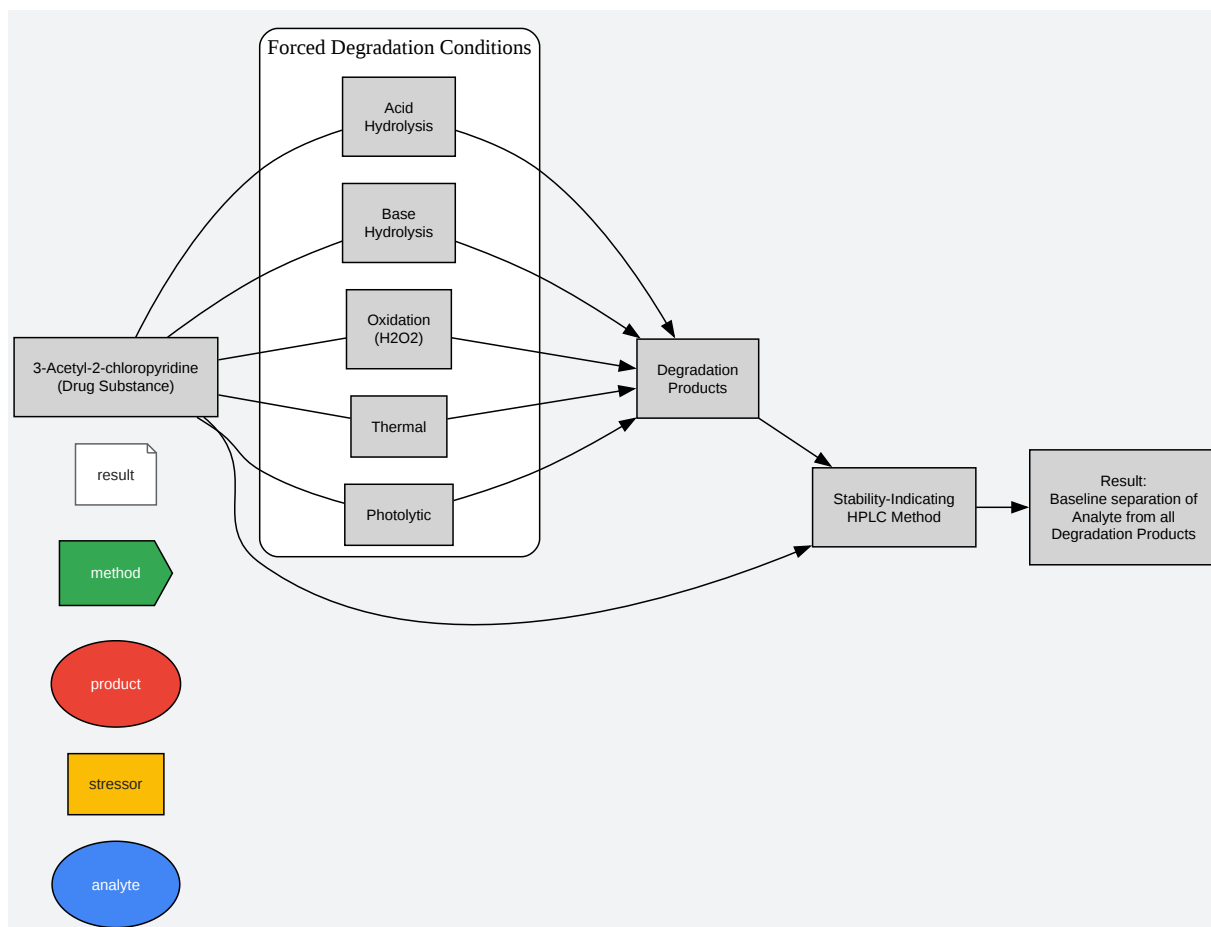 Forced Degradation Conditions
Acid
Hydrolysis
Base
Hydrolysis
Oxidation
(H2O2)
Thermal
Photolytic
3-Acetyl-2-chloropyridine
(Drug Substance)
Degradation
Products
Stability-Indicating
HPLC Method
Result:
Baseline separation of
Analyte from all
Degradation Products
result
method
product
stressor
analyte